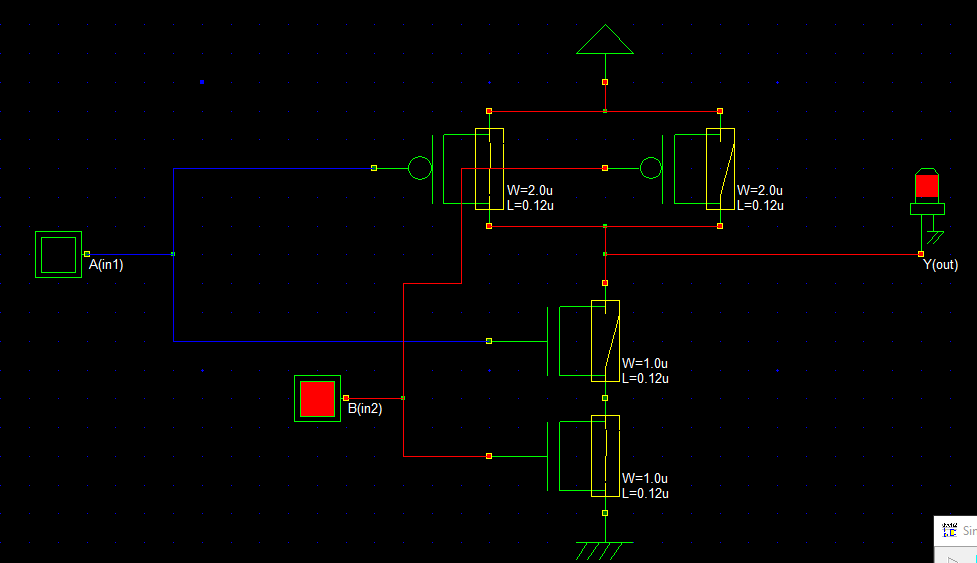 W=2.0u
L=0.12u
W=2.0u
L=0.12u
A(in1)
Y(out)
W=1.0u
L=0.12u
B(in2)
W=1.0u
L=0.12u